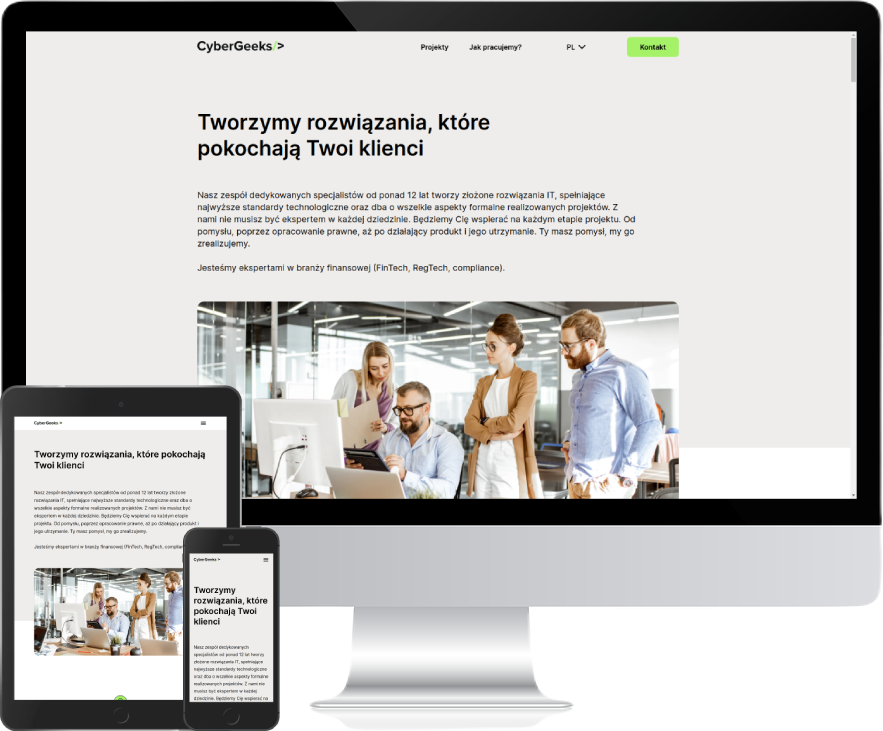 CyberGeeks/>
Projekty
Jak pracujemy?
PL
Kontakt
Tworzymy rozwiązania, które
pokochają Twoi klienci
Nasz zespół dedykowanych specjalistów od ponad 12 lat tworzy złożone rozwiązania IT, spełniające
najwyższe standardy technologiczne oraz dba o wszelkie aspekty formalne realizowanych projektów. Z
nami nie musisz być ekspertem w każdej dziedzinie. Będziemy Cię wspierać na każdym etapie projektu. Od
pomysłu, poprzez opracowanie prawne, aż po działający produkt i jego utrzymanie. Ty masz pomysł, my go
zrealizujemy.
Jesteśmy ekspertami w branży finansowej (FinTech, RegTech, compliance).
CyberGeeks >
Tworzymy rozwiązania, które pokochają
Twoi klienci
Nasz zespół dedykowanych specjalistów od ponad 12 lat tworzy złożone
rozwiązania IT, spełniające najwyższe standardy technologiczne oraz dba o
wszelkie aspekty formalne realizowanych projektów. Z nami nie musisz być
ekspertem w każdej dziedzinie. Będziemy Cię wspierać na każdym etapie
projektu. Od pomysłu, poprzez opracowanie prawne, aż po działający produkt i
jego utrzymanie. Ty masz pomysł, my go zrealizujemy.
Jesteśmy ekspertami w branży finansowej (FinTech, RegTech, complian
CyberGeeks >
Tworzymy
rozwiązania, które
pokochają Twoi
klienci
Nasz zespół dedykowanych
specjalistów od ponad 12 lat tworzy
złożone rozwiązania IT, spełniające
najwyższe standardy technologiczne
oraz dba o wszelkie aspekty formalne
realizowanych projektów. Z nami nie
musisz być ekspertem w każdej
dziedzinie. Będziemy Cię wspierać na